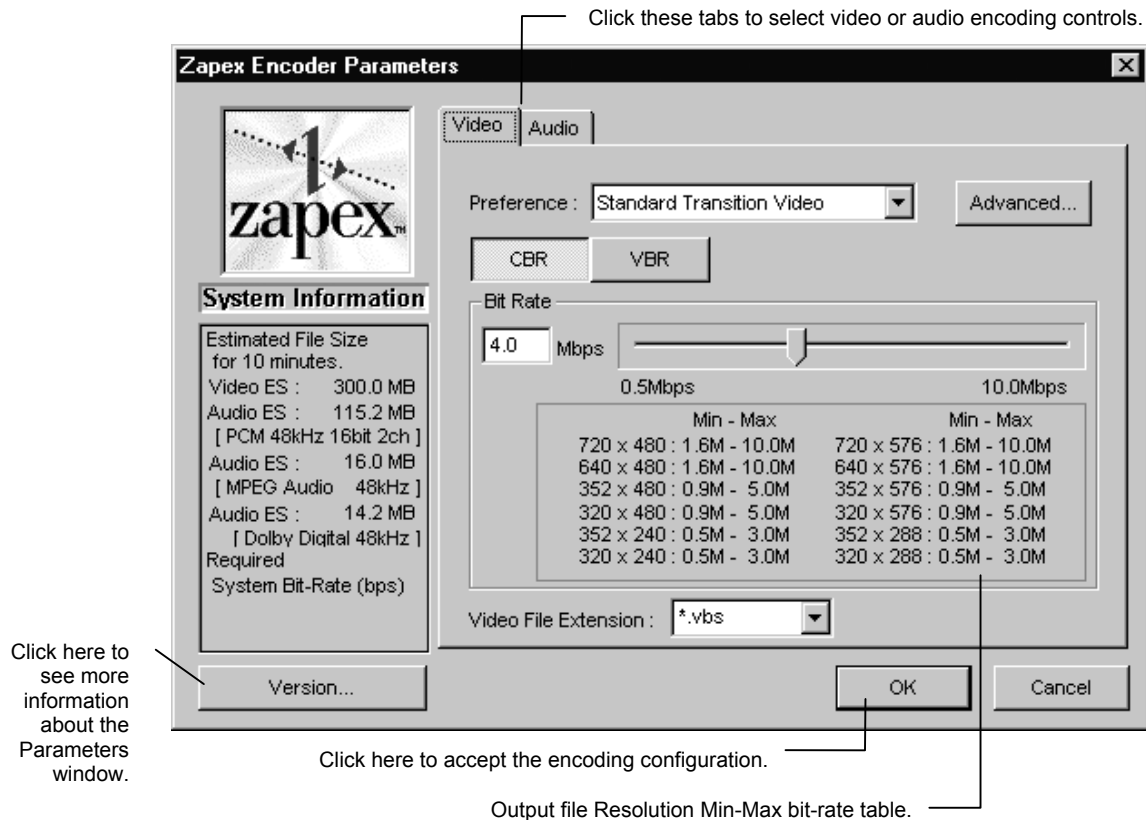 Click these tabs to select video or audio encoding controls.
Zapex Encoder Parameters
zapex TM
System Information
Estimated File Size
for 10 minutes.
Video ES : 300.0 MB
Audio ES : 115.2 MB
[ PCM 48kHz 16bit 2ch ]
Audio ES : 16.0 MB
[ MPEG Audio 48kHz ]
Audio ES : 14.2 MB
[ Dolby Digital 48kHz ]
Required
System Bit-Rate (bps)
Version...
Video Audio
Preference : Standard Transition Video Advanced...
CBR VBR
Bit Rate
4.0 Mbps
0.5Mbps 10.0Mbps
Min - Max Min - Max
720 x 480 : 1.6M - 10.0M 720 x 576 : 1.6M - 10.0M
640 x 480 : 1.6M - 10.0M 640 x 576 : 1.6M - 10.0M
352 x 480 : 0.9M - 5.0M 352 x 576 : 0.9M - 5.0M
320 x 480 : 0.9M - 5.0M 320 x 576 : 0.9M - 5.0M
352 x 240 : 0.5M - 3.0M 352 x 288 : 0.5M - 3.0M
320 x 240 : 0.5M - 3.0M 320 x 288 : 0.5M - 3.0M
Video File Extension : *.vbs
OK Cancel
Click here to
see more
information
about the
Parameters
window.
Click here to accept the encoding configuration.
Output file Resolution Min-Max bit-rate table.